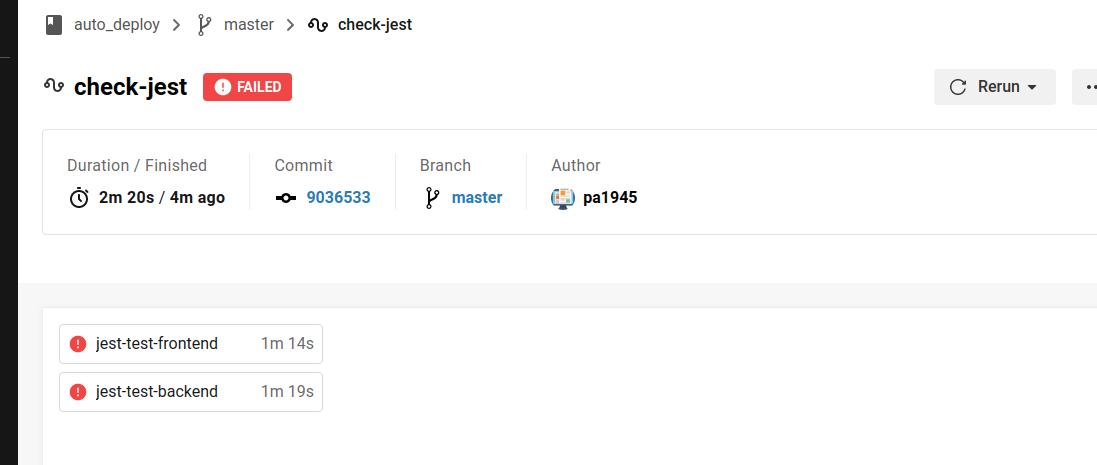 auto_deploy > master > check-jest
check-jest FAILED Rerun
Duration / Finished Commit Branch Author
2m 20s / 4m ago 9036533 master pa1945
jest-test-frontend 1m 14s
jest-test-backend 1m 19s